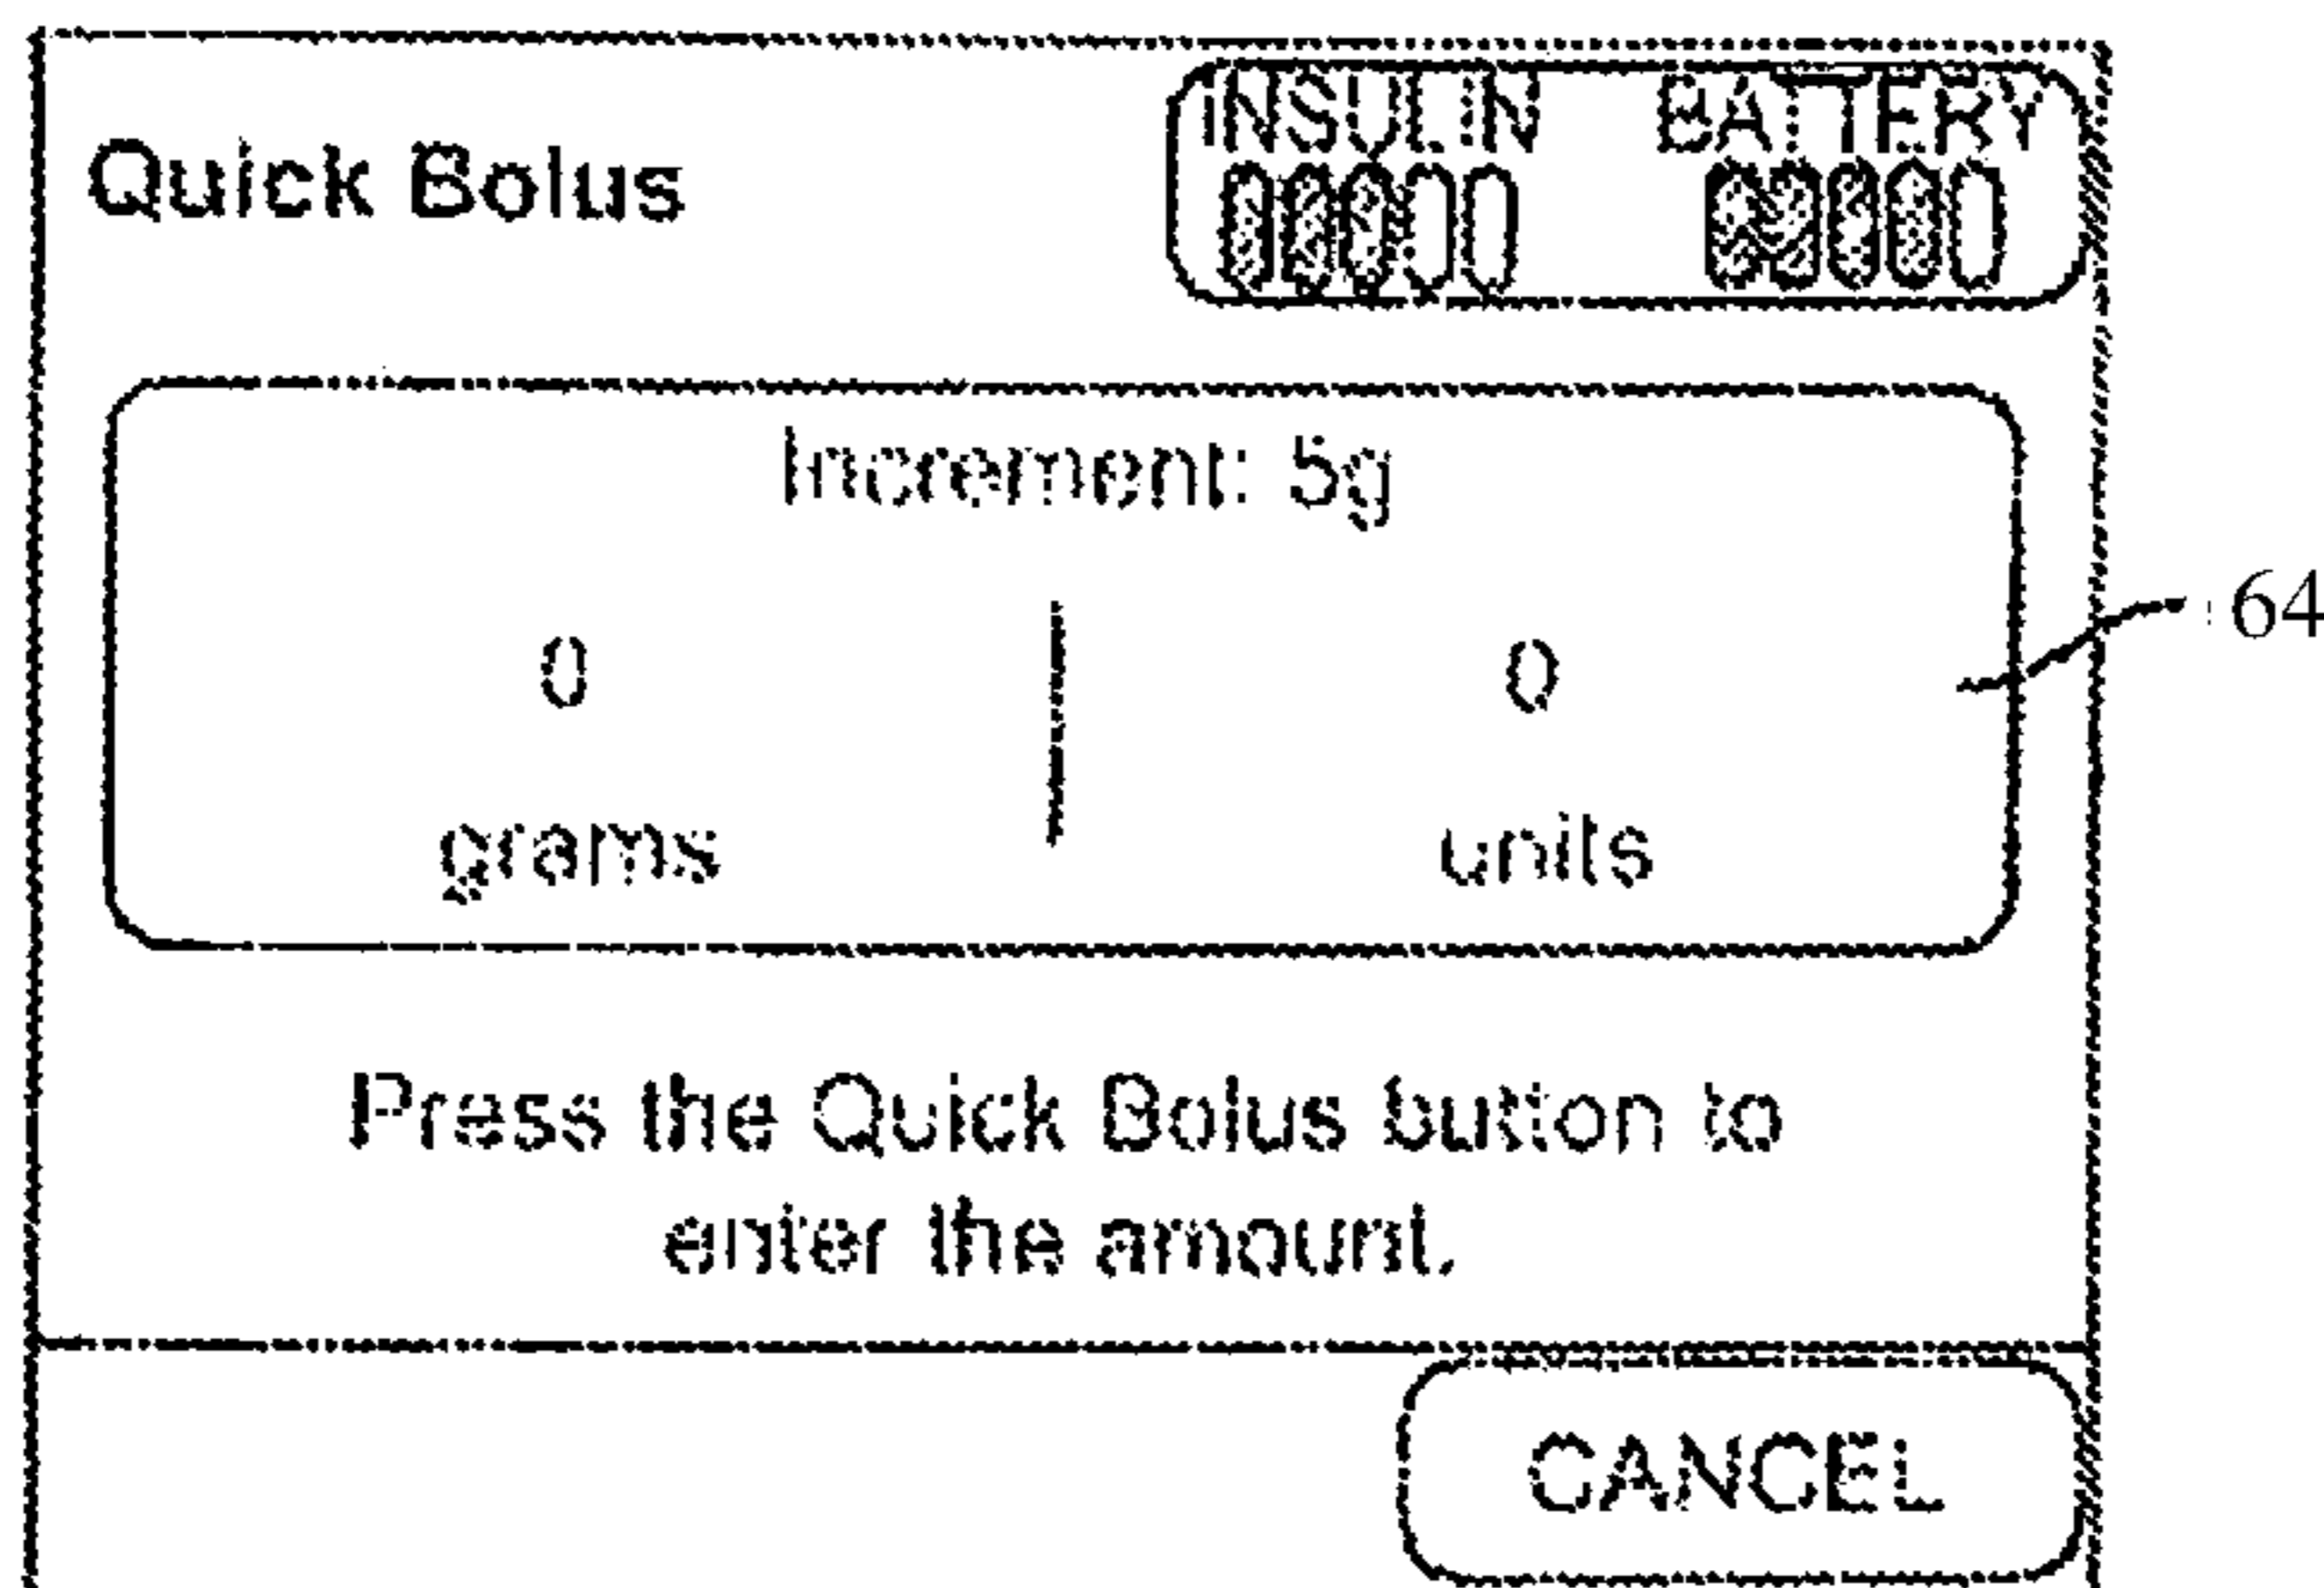 INSULIN BATTERY
Quick Bolus
Increment: 5g
0 0
64
grams units
Press the Quick Bolus button to
enter the amount.
CANCEL